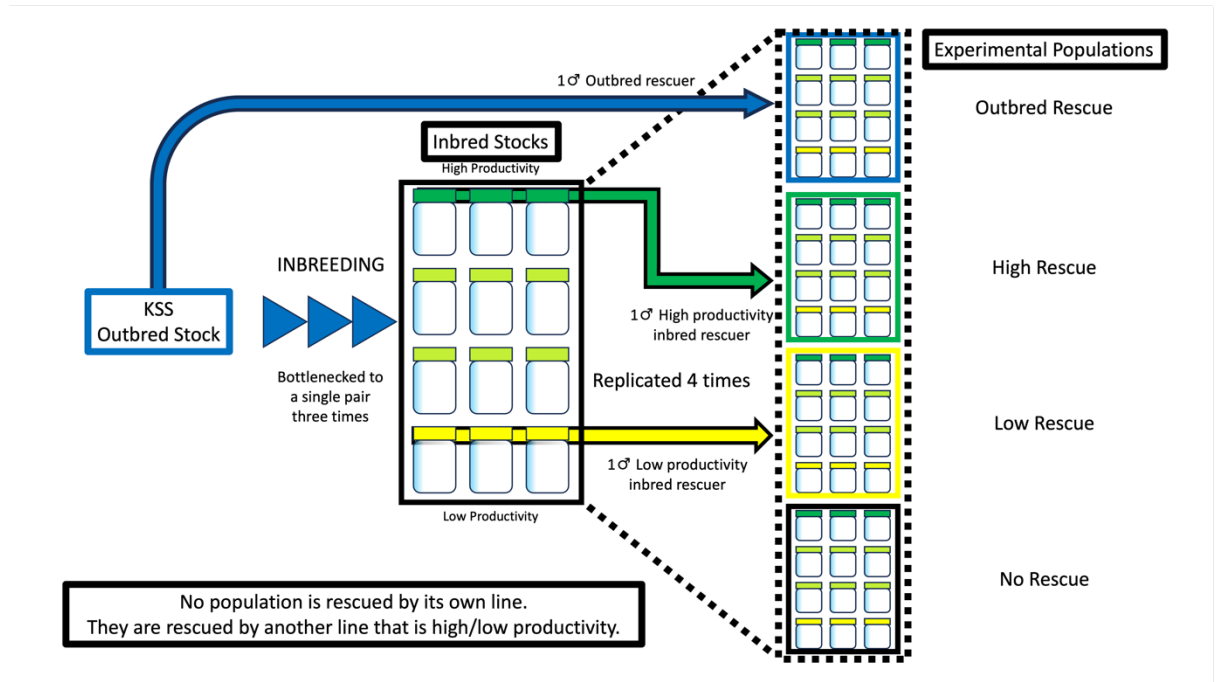 Experimental Populations
1♂ Outbred rescuer
Outbred Rescue
Inbred Stocks
High Productivity
INBREEDING
High Rescue
KSS
Outbred Stock
1♂ High productivity
inbred rescuer
Bottlenecked to
a single pair
three times
Replicated 4 times
Low Rescue
1♂ Low productivity
inbred rescuer
Low Productivity
No Rescue
No population is rescued by its own line.
They are rescued by another line that is high/low productivity.